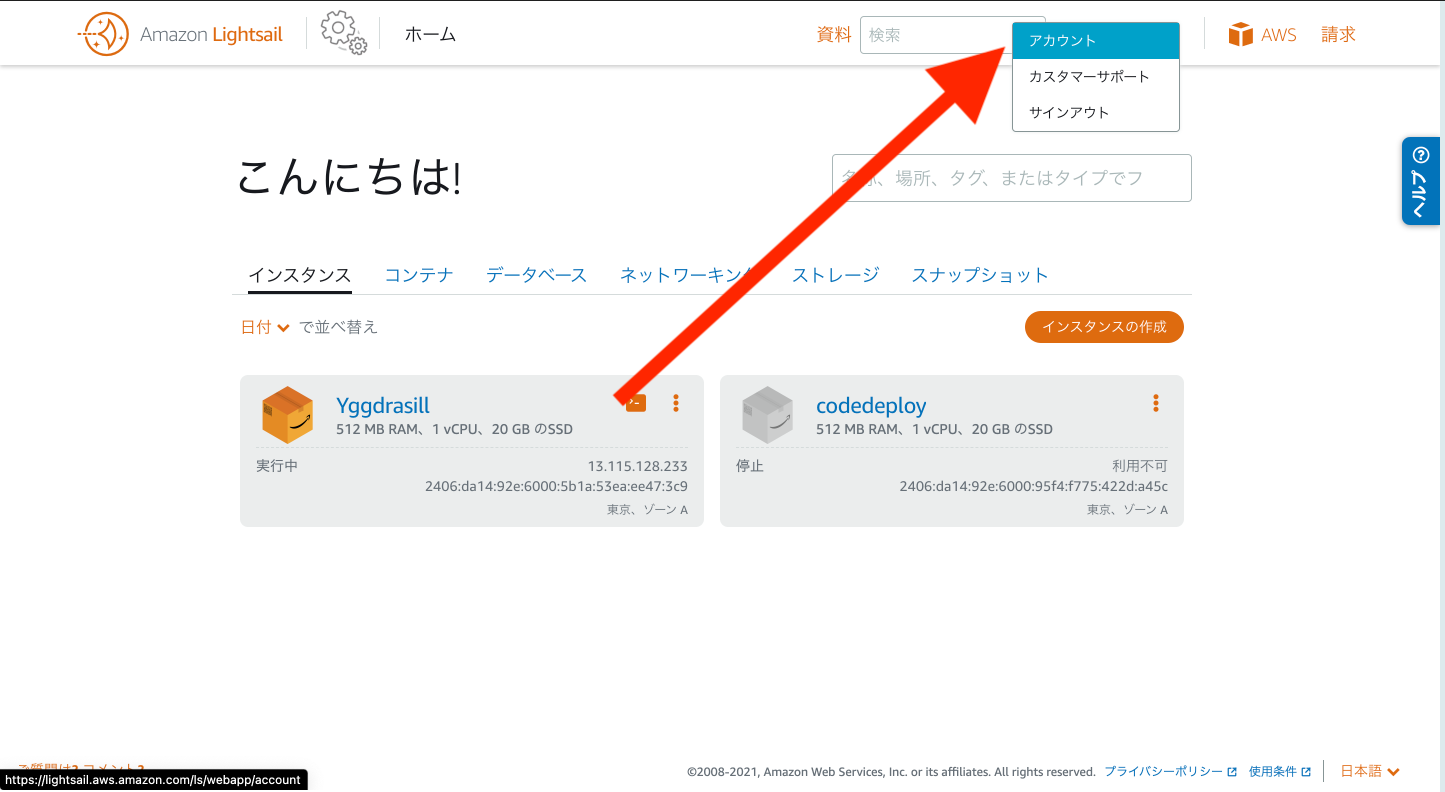 Amazon Lightsail
ホーム
資料
検索
アカウント
カスタマーサポート
サインアウト
AWS
請求
ヘルプ
こんにちは!
名称、場所、タグ、またはタイプでフ
インスタンス
コンテナ
データベース
ネットワーキング
ストレージ
スナップショット
日付 で並べ替え
インスタンスの作成
Yggdrasill
512 MB RAM、1 vCPU、20 GB のSSD
実行中
13.115.128.233
2406:da14:92e:6000:5b1a:53ea:ee47:3c9
東京、ゾーン A
codedeploy
512 MB RAM、1 vCPU、20 GB のSSD
停止
利用不可
2406:da14:92e:6000:95f4:f775:422d:a45c
東京、ゾーン A
ご質問は? コメント?
https://lightsail.aws.amazon.com/ls/webapp/account
©2008-2021, Amazon Web Services, Inc. or its affiliates. All rights reserved.
プライバシーポリシー
使用条件
日本語